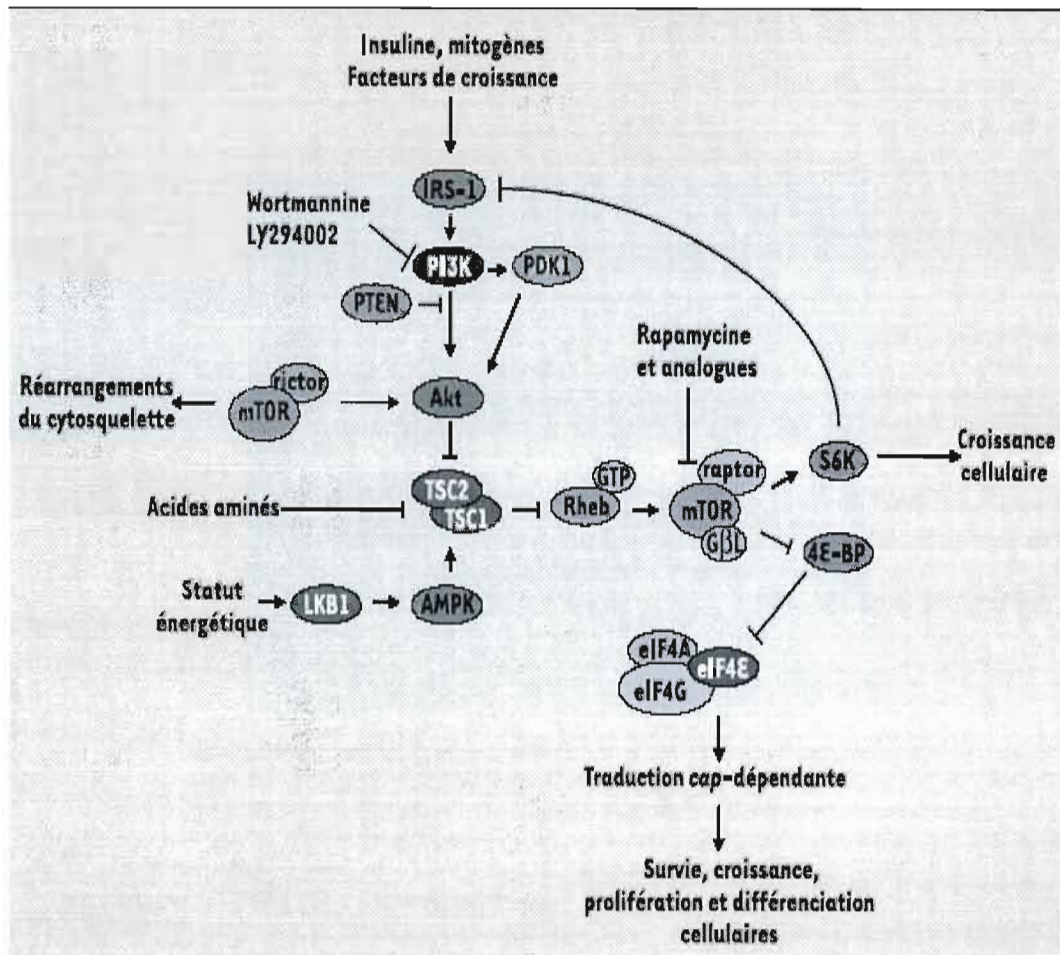 Insuline, mitogènes
Facteurs de croissance
IRS-1
Wortmannine
LY294002
PI3K
PDK1
PTEN
Rapamycine
et analogues
Réarrangements
du cytosquelette
rictor
mTOR
Akt
Croissance
cellulaire
S6K
raptor
mTOR
GβL
GTP
Rheb
TSC2
TSC1
Acides aminés
4E-BP
Statut
énergétique
LKB1
AMPK
eIF4A
eIF4E
eIF4G
Traduction cap-dépendante
Survie, croissance,
prolifération et différenciation
cellulaires